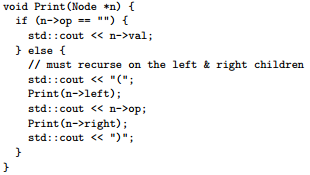 void Print(Node *n) {
  if (n->op == "") {
    std::cout << n->val;
  } else {
    // must recurse on the left & right children
    std::cout << "(";
    Print(n->left);
    std::cout << n->op;
    Print(n->right);
    std::cout << ")";
  }
}